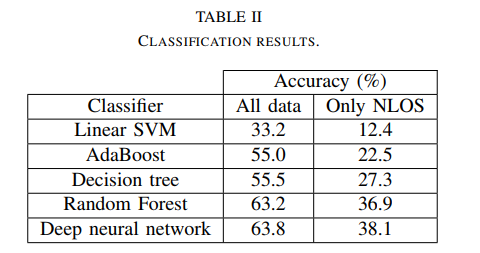 TABLE II
CLASSIFICATION RESULTS.
Accuracy (%)
Classifier All data Only NLOS
Linear SVM 33.2 12.4
AdaBoost 55.0 22.5
Decision tree 55.5 27.3
Random Forest 63.2 36.9
Deep neural network 63.8 38.1